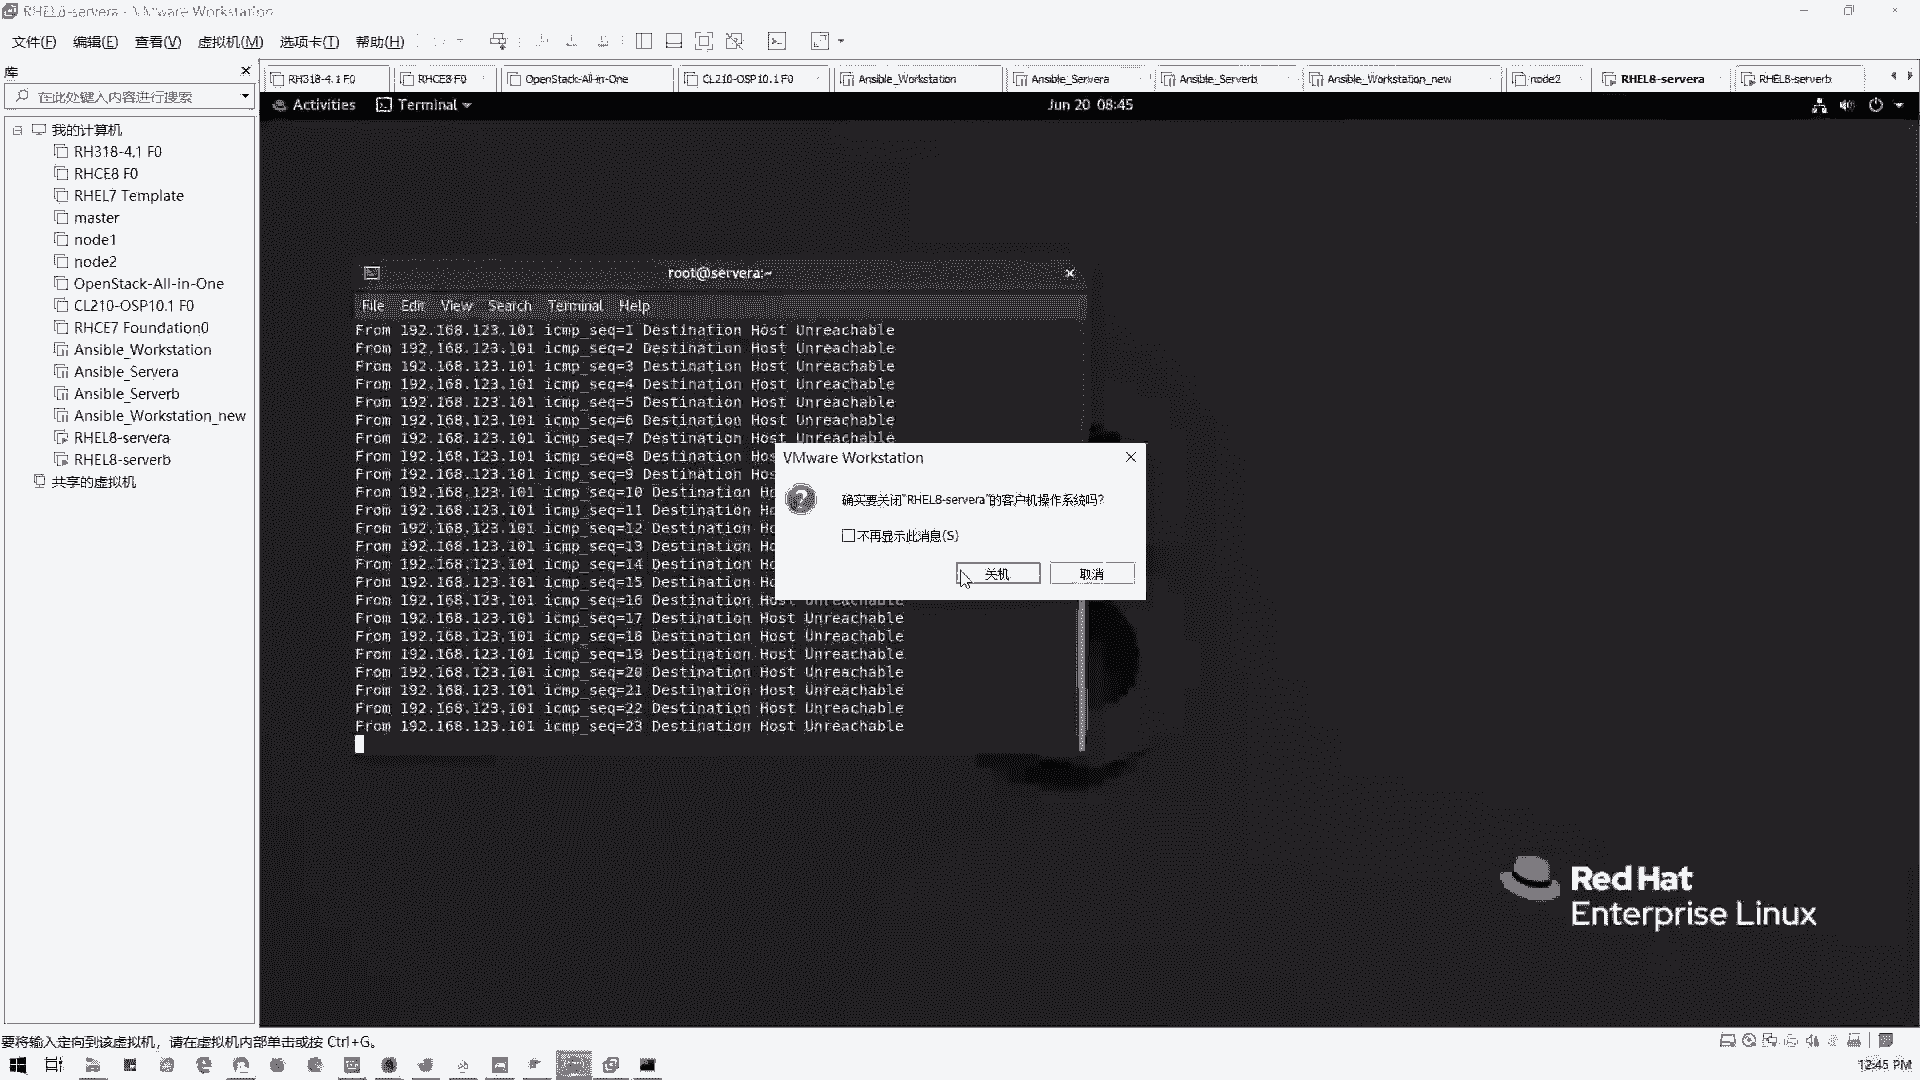 RHEL8-servera - VMware Workstation
文件(F) 编辑(E) 查看(V) 虚拟机(M) 选项卡(T) 帮助(H)
库
在此处键入内容进行搜索
我的计算机
RH318-4.1 F0
RHCE8 F0
RHEL7 Template
master
node1
node2
OpenStack-All-in-One
CL210-OSP10.1 F0
RHCE7 Foundation0
Ansible_Workstation
Ansible_Servera
Ansible_Serverb
Ansible_Workstation_new
RHEL8-servera
RHEL8-serverb
共享的虚拟机
RH318-4.1 F0 RHCE8 F0 OpenStack-All-in-One CL210-OSP10.1 F0 Ansible_Workstation Ansible_Servera Ansible_Serverb Ansible_Workstation_new node2 RHEL8-servera RHEL8-serverb
Activities Terminal Jun 20 08:45
root@servera:~
File Edit View Search Terminal Help
From 192.168.123.101 icmp_seq=1 Destination Host Unreachable
From 192.168.123.101 icmp_seq=2 Destination Host Unreachable
From 192.168.123.101 icmp_seq=3 Destination Host Unreachable
From 192.168.123.101 icmp_seq=4 Destination Host Unreachable
From 192.168.123.101 icmp_seq=5 Destination Host Unreachable
From 192.168.123.101 icmp_seq=6 Destination Host Unreachable
From 192.168.123.101 icmp_seq=7 Destination Host Unreachable
From 192.168.123.101 icmp_seq=8 Destination Hos
From 192.168.123.101 icmp_seq=9 Destination Hos
From 192.168.123.101 icmp_seq=10 Destination Ho
From 192.168.123.101 icmp_seq=11 Destination Ho
From 192.168.123.101 icmp_seq=12 Destination Ho
From 192.168.123.101 icmp_seq=13 Destination Ho
From 192.168.123.101 icmp_seq=14 Destination Ho
From 192.168.123.101 icmp_seq=15 Destination Ho
From 192.168.123.101 icmp_seq=16 Destination Host Unreachable
From 192.168.123.101 icmp_seq=17 Destination Host Unreachable
From 192.168.123.101 icmp_seq=18 Destination Host Unreachable
From 192.168.123.101 icmp_seq=19 Destination Host Unreachable
From 192.168.123.101 icmp_seq=20 Destination Host Unreachable
From 192.168.123.101 icmp_seq=21 Destination Host Unreachable
From 192.168.123.101 icmp_seq=22 Destination Host Unreachable
From 192.168.123.101 icmp_seq=23 Destination Host Unreachable
VMware Workstation
确实要关闭"RHEL8-servera"的客户机操作系统吗?
不再显示此消息(S)
关机 取消
Red Hat
Enterprise Linux
要将输入定向到该虚拟机，请在虚拟机内部单击或按 Ctrl+G。
12:45 PM